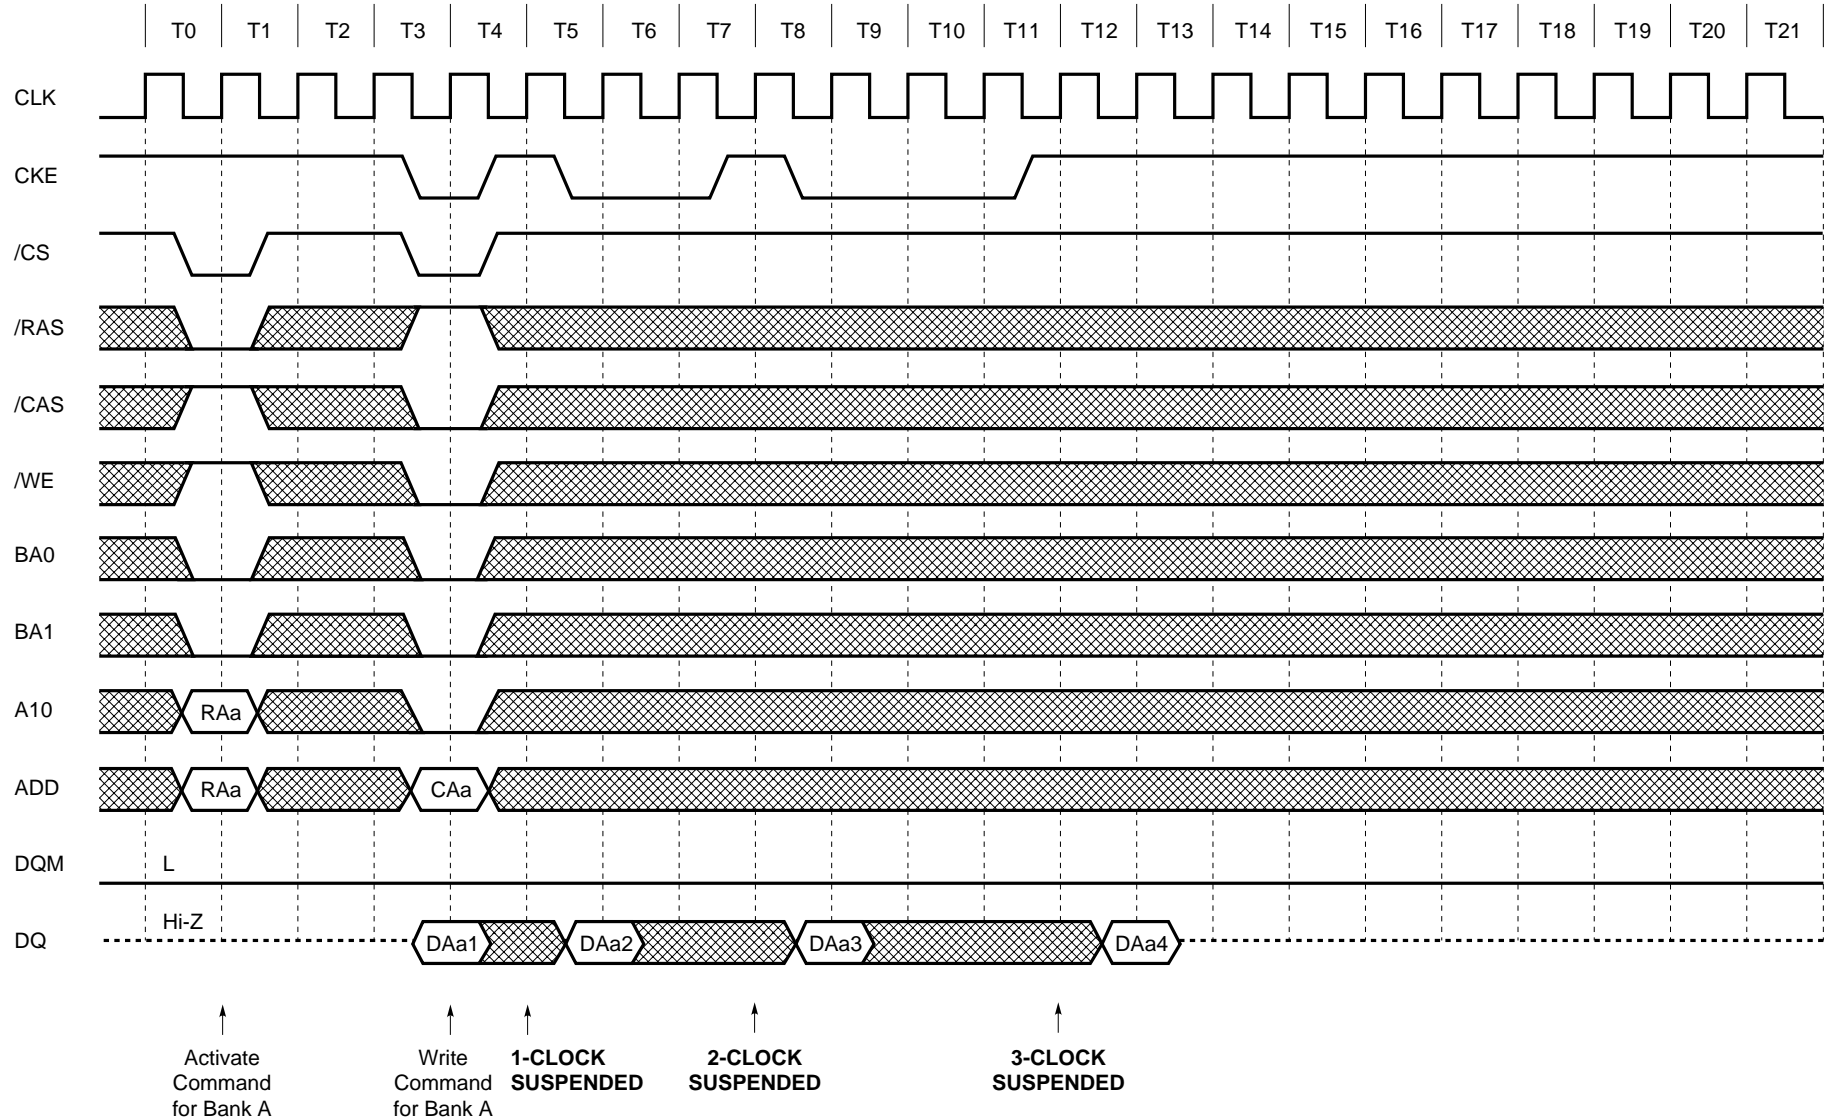 T0 T1 T2 T3 T4 T5 T6 T7 T8 T9 T10 T11 T12 T13 T14 T15 T16 T17 T18 T19 T20 T21
CLK
CKE
/CS
/RAS
/CAS
/WE
BA0
BA1
A10 RAa
ADD RAa CAa
DQM L
Hi-Z
DQ DAa1 DAa2 DAa3 DAa4
Activate
Command
for Bank A
Write
Command
for Bank A
1-CLOCK
SUSPENDED
2-CLOCK
SUSPENDED
3-CLOCK
SUSPENDED